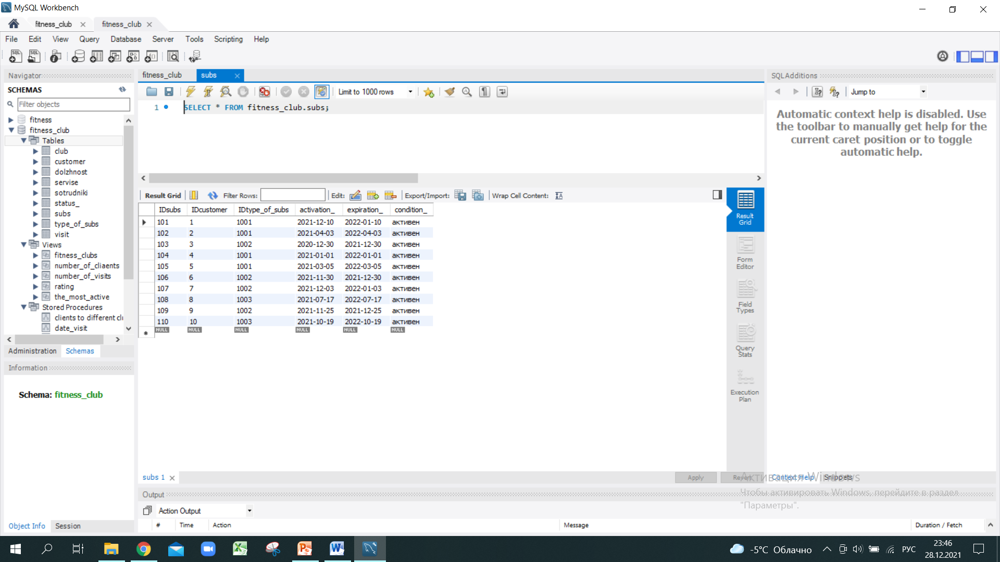 MySQL Workbench
fitness_club
fitness_club
File Edit View Query Database Server Tools Scripting Help
Navigator
SCHEMAS
Filter objects
fitness
fitness_club
Tables
club
customer
dolzhnost
servise
sotrudniki
status_
subs
type_of_subs
visit
Views
fitness_clubs
number_of_cliaents
number_of_visits
rating
the_most_active
Stored Procedures
clients to different clu
date_visit
Administration Schemas
Information
Schema: fitness_club
Object Info Session
fitness_club subs
Limit to 1000 rows
1 SELECT * FROM fitness_club.subs;
Result Grid Filter Rows: Edit: Export/Import: Wrap Cell Content:
IDsubs IDcustomer IDtype_of_subs activation_ expiration_ condition_
101 1 1001 2021-12-10 2022-01-10 активен
102 2 1001 2021-04-03 2022-04-03 активен
103 3 1002 2020-12-30 2021-12-30 активен
104 4 1001 2021-01-01 2022-01-01 активен
105 5 1001 2021-03-05 2022-03-05 активен
106 6 1002 2021-11-30 2021-12-30 активен
107 7 1002 2021-12-03 2022-01-03 активен
108 8 1003 2021-07-17 2022-07-17 активен
109 9 1002 2021-11-25 2021-12-25 активен
110 10 1003 2021-10-19 2022-10-19 активен
NULL NULL NULL NULL NULL NULL
Result
Grid
Form
Editor
Field
Types
Query
Stats
Execution
Plan
subs 1
Apply Revert
Output
Action Output
# Time Action Message Duration / Fetch
SQLAdditions
Jump to
Automatic context help is disabled. Use
the toolbar to manually get help for the
current caret position or to toggle
automatic help.
Context Help Snippets
Активация Windows
Чтобы активировать Windows, перейдите в раздел
"Параметры".
-5°C Облачно
РУС
23:46
28.12.2021